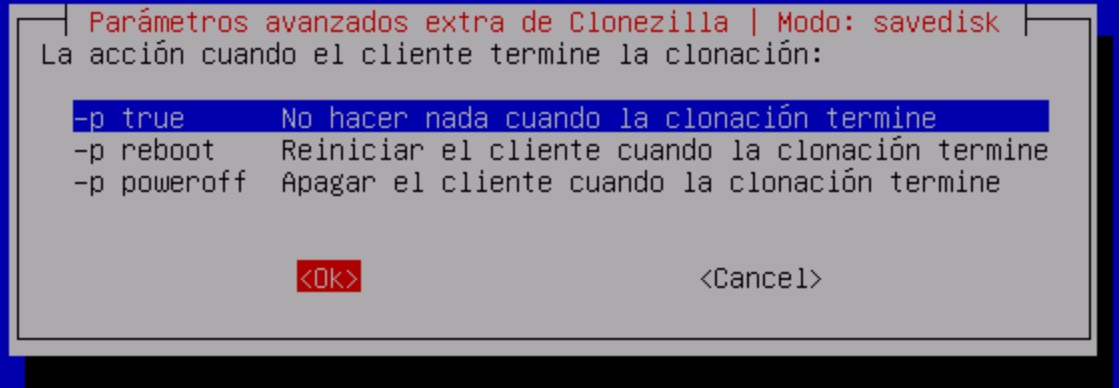 Parámetros avanzados extra de Clonezilla | Modo: savedisk
La acción cuando el cliente termine la clonación:
-p true No hacer nada cuando la clonación termine
-p reboot Reiniciar el cliente cuando la clonación termine
-p poweroff Apagar el cliente cuando la clonación termine
<Ok> <Cancel>